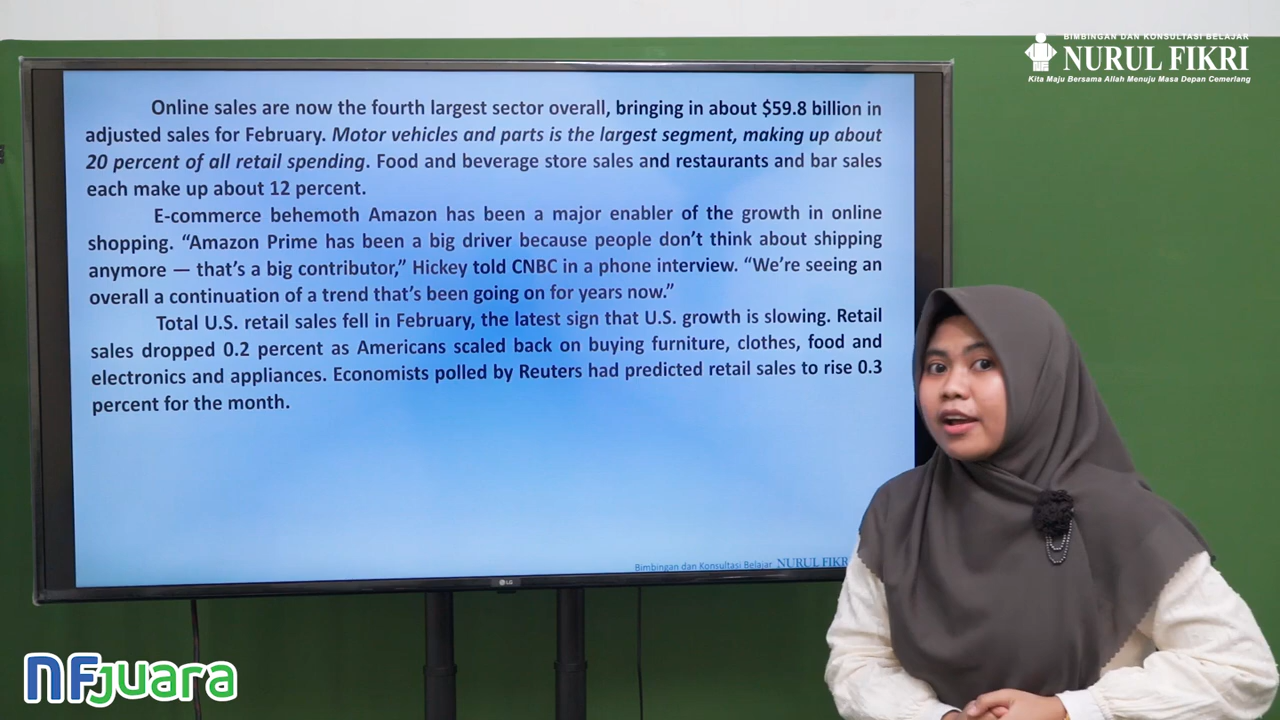 BIMBINGAN DAN KONSULTASI BELAJAR
NURUL FIKRI
Kita Maju Bersama Allah Menuju Masa Depan Cemerlang
Online sales are now the fourth largest sector overall, bringing in about $59.8 billion in
adjusted sales for February. Motor vehicles and parts is the largest segment, making up about
20 percent of all retail spending. Food and beverage store sales and restaurants and bar sales
each make up about 12 percent.
E-commerce behemoth Amazon has been a major enabler of the growth in online
shopping. “Amazon Prime has been a big driver because people don’t think about shipping
anymore — that’s a big contributor,” Hickey told CNBC in a phone interview. “We’re seeing an
overall a continuation of a trend that’s been going on for years now.”
Total U.S. retail sales fell in February, the latest sign that U.S. growth is slowing. Retail
sales dropped 0.2 percent as Americans scaled back on buying furniture, clothes, food and
electronics and appliances. Economists polled by Reuters had predicted retail sales to rise 0.3
percent for the month.
Bimbingan dan Konsultasi Belajar NURUL FIKR
LG
NFjuara